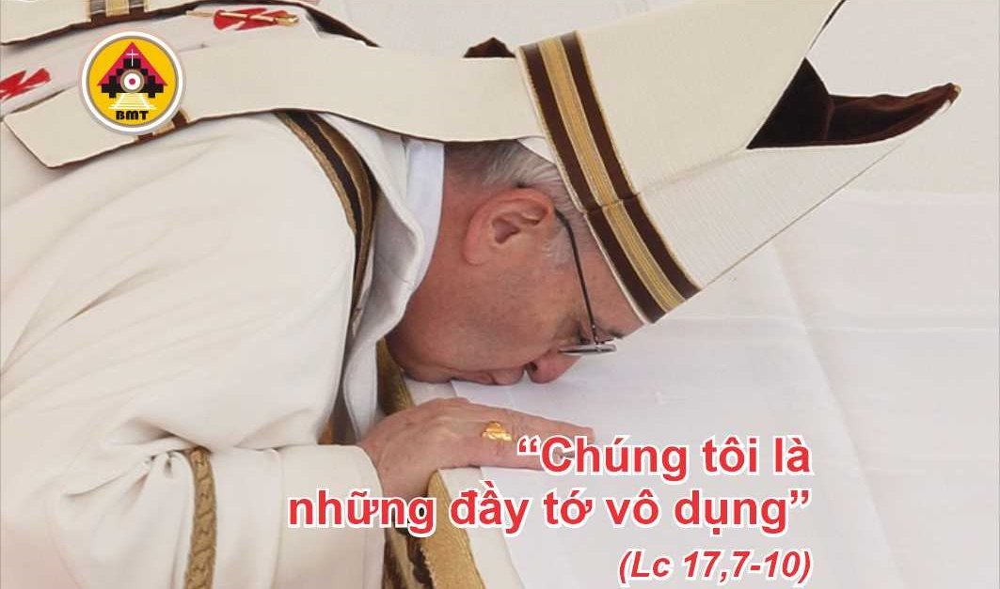 BMT
“Chúng tôi là
những đầy tớ vô dụng”
(Lc 17,7-10)